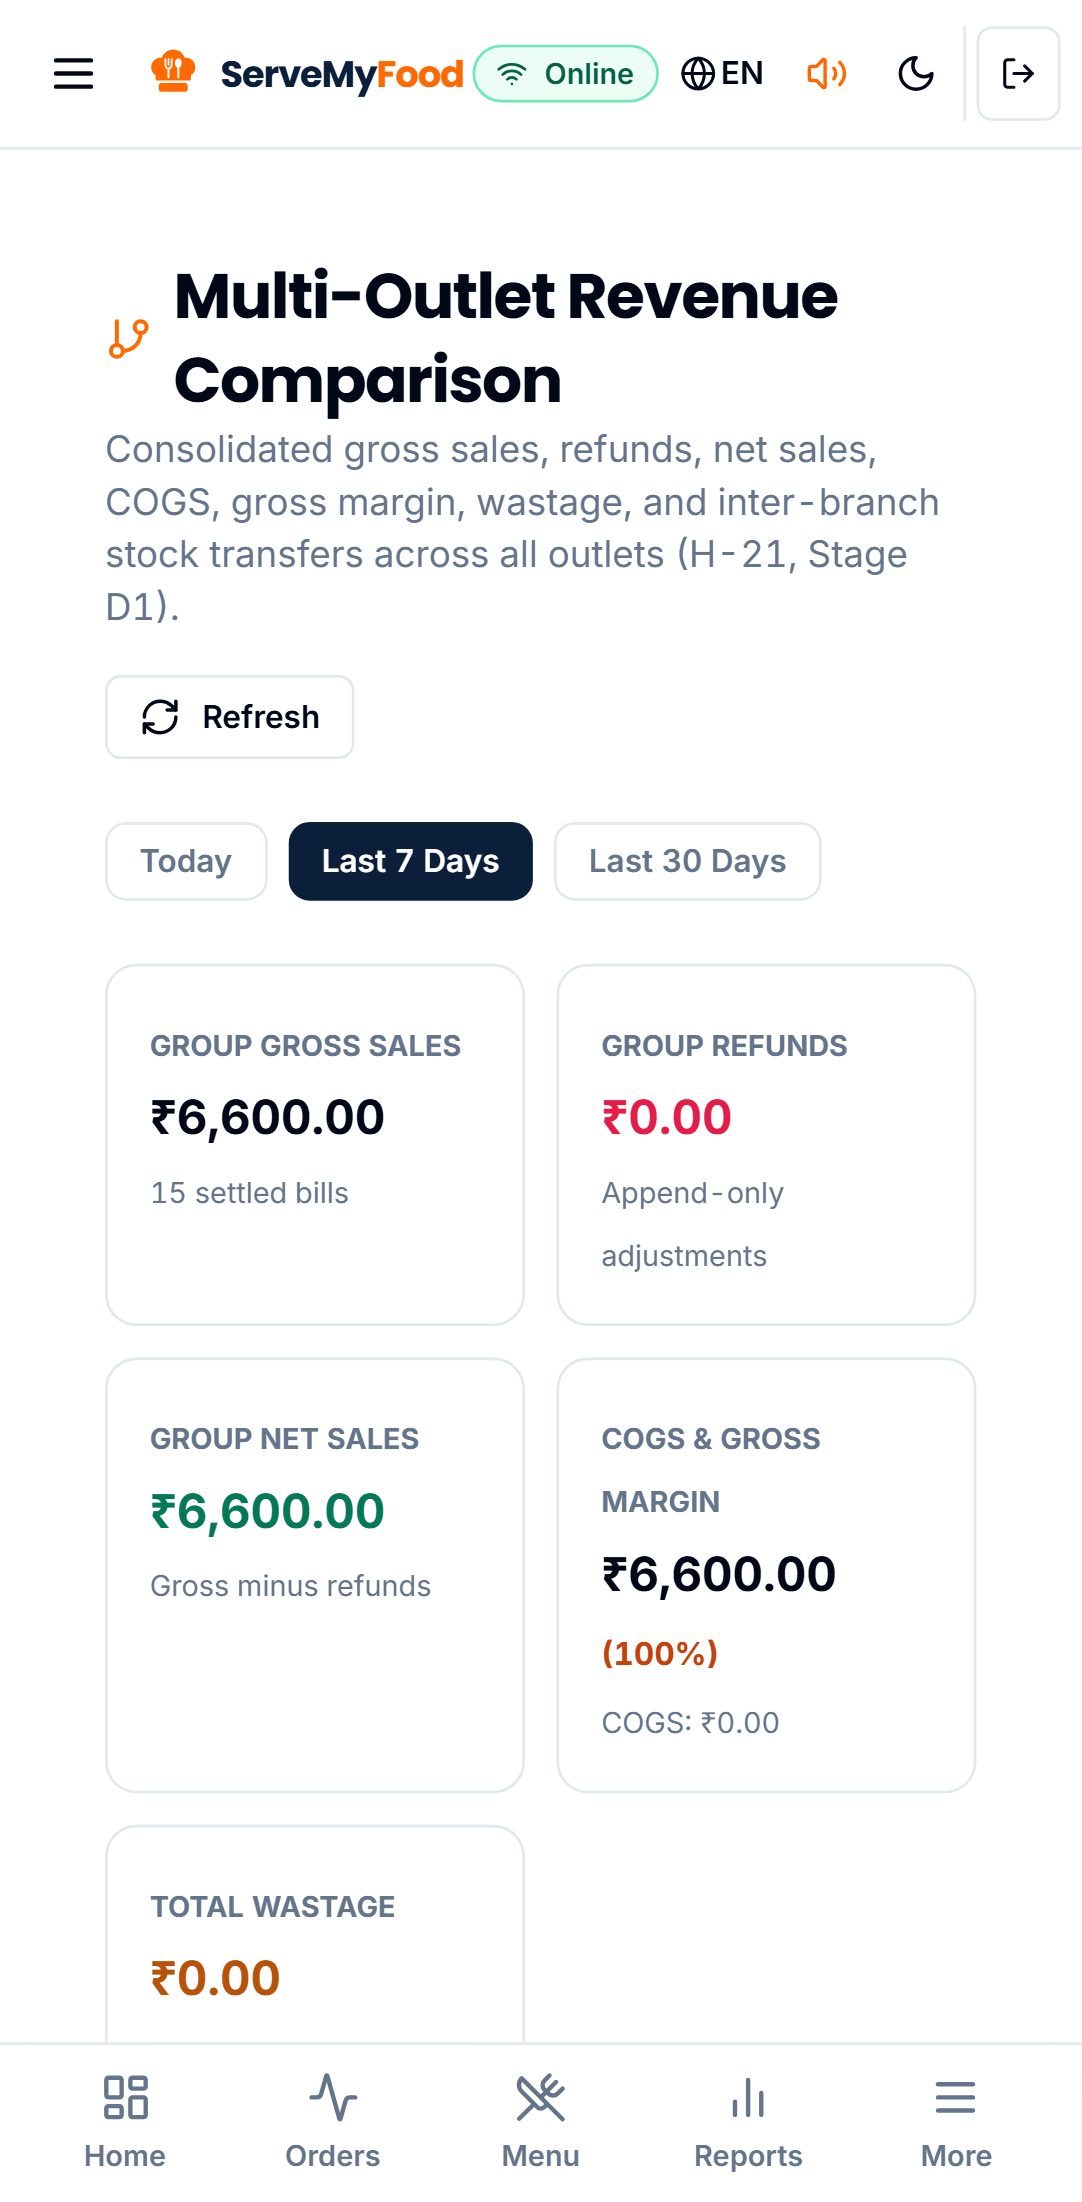 ServeMyFood
Online
EN
Multi-Outlet Revenue
Comparison
Consolidated gross sales, refunds, net sales,
COGS, gross margin, wastage, and inter-branch
stock transfers across all outlets (H-21, Stage
D1).
Refresh
Today
Last 7 Days
Last 30 Days
GROUP GROSS SALES
₹6,600.00
15 settled bills
GROUP REFUNDS
₹0.00
Append-only
adjustments
GROUP NET SALES
₹6,600.00
Gross minus refunds
COGS & GROSS
MARGIN
₹6,600.00
(100%)
COGS: ₹0.00
TOTAL WASTAGE
₹0.00
Home
Orders
Menu
Reports
More